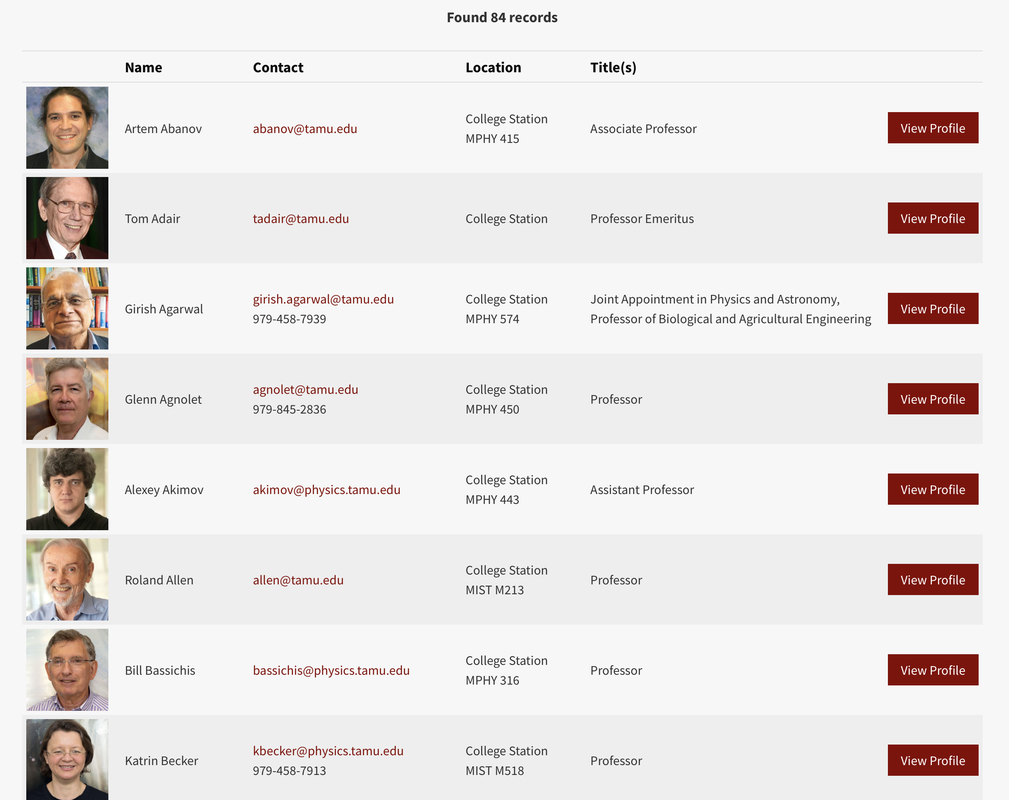 Found 84 records
Name Contact Location Title(s)
Artem Abanov
abanov@tamu.edu
College Station
MPHY 415
Associate Professor
View Profile
Tom Adair
tadair@tamu.edu
College Station
Professor Emeritus
View Profile
Girish Agarwal
girish.agarwal@tamu.edu
979-458-7939
College Station
MPHY 574
Joint Appointment in Physics and Astronomy,
Professor of Biological and Agricultural Engineering
View Profile
Glenn Agnolet
agnolet@tamu.edu
979-845-2836
College Station
MPHY 450
Professor
View Profile
Alexey Akimov
akimov@physics.tamu.edu
College Station
MPHY 443
Assistant Professor
View Profile
Roland Allen
allen@tamu.edu
College Station
MIST M213
Professor
View Profile
Bill Bassichis
bassichis@physics.tamu.edu
College Station
MPHY 316
Professor
View Profile
Katrin Becker
kbecker@physics.tamu.edu
979-458-7913
College Station
MIST M518
Professor
View Profile